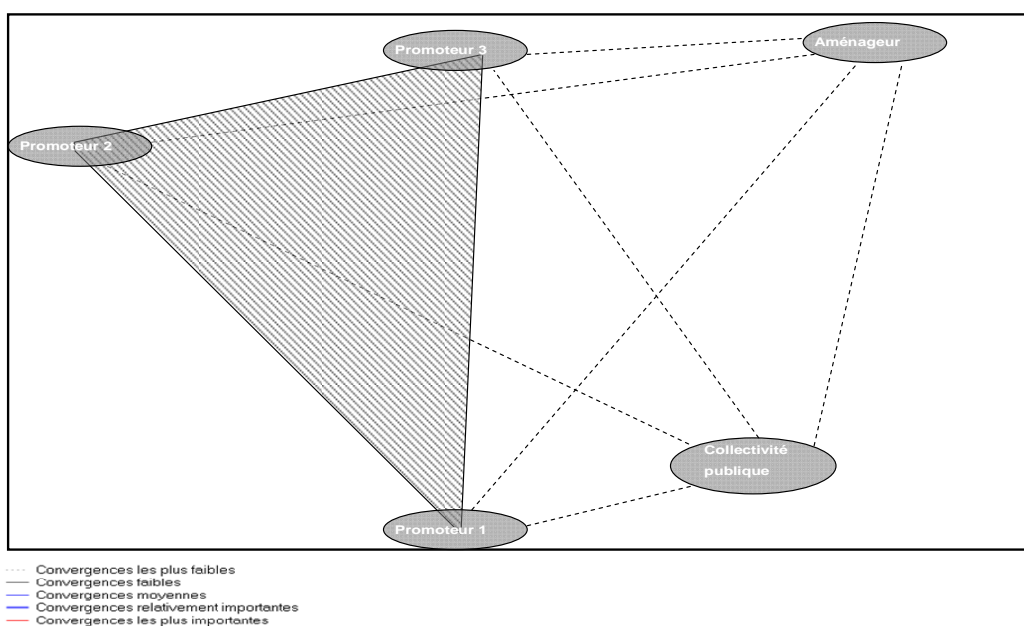 Promoteur 3
Aménageur
Promoteur 2
Collectivité
publique
Promoteur 1
Convergences les plus faibles
Convergences faibles
Convergences moyennes
Convergences relativement importantes
Convergences les plus importantes